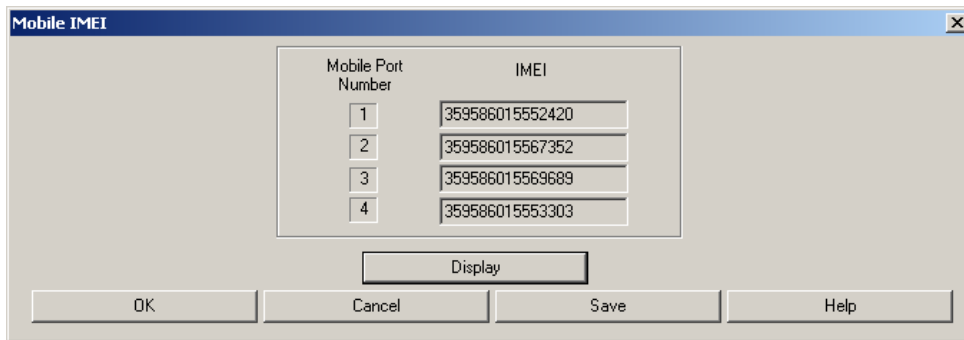 Mobile IMEI
Mobile Port
Number
IMEI
1 359586015552420
2 359586015567352
3 359586015569689
4 359586015553303
Display
OK Cancel Save Help